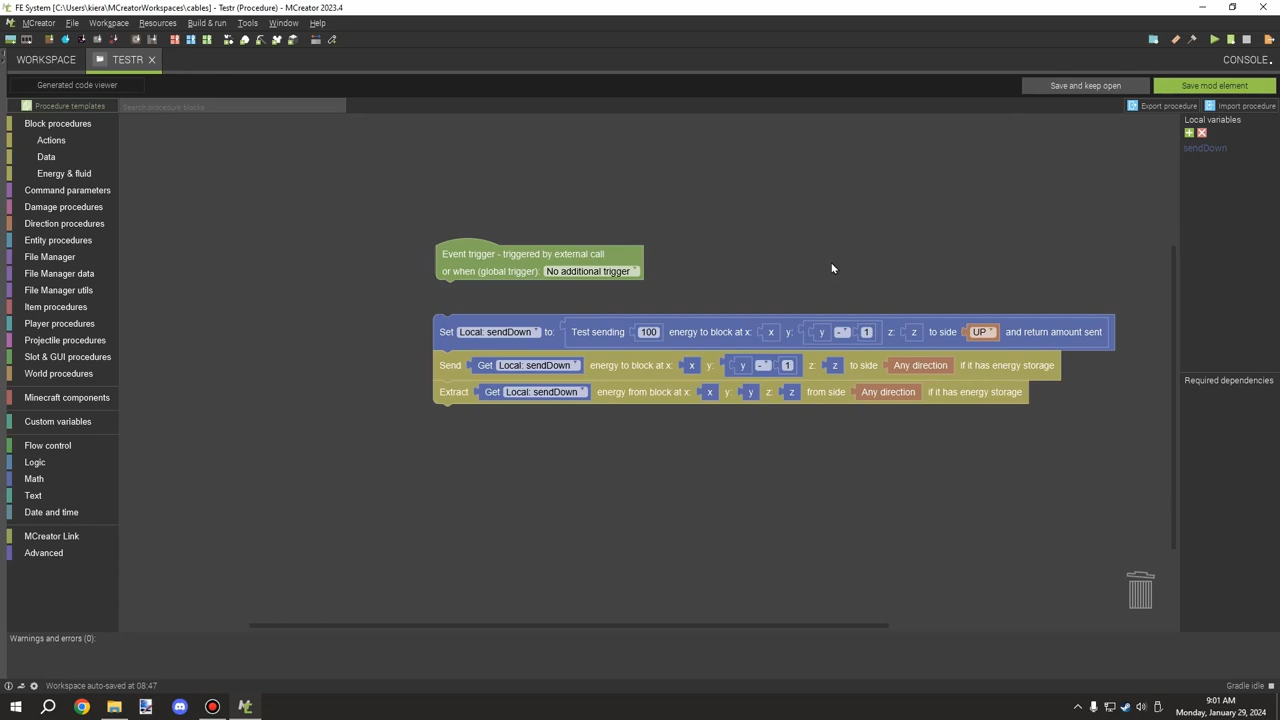 FE System [C:\Users\kiera\MCreatorWorkspaces\cables] - Testr (Procedure) - MCreator 2023.4
MCreator File Workspace Resources Build & run Tools Window Help
WORKSPACE TESTR CONSOLE
Generated code viewer Save and keep open Save mod element
Procedure templates Search procedure blocks Export procedure Import procedure
Block procedures
Actions
Data
Energy & fluid
Command parameters
Damage procedures
Direction procedures
Entity procedures
File Manager
File Manager data
File Manager utils
Item procedures
Player procedures
Projectile procedures
Slot & GUI procedures
World procedures
Minecraft components
Custom variables
Flow control
Logic
Math
Text
Date and time
MCreator Link
Advanced
Event trigger - triggered by external call
or when (global trigger): No additional trigger
Set Local: sendDown to: Test sending 100 energy to block at x: x y: y - 1 z: z to side UP and return amount sent
Send Get Local: sendDown energy to block at x: x y: y - 1 z: z to side Any direction if it has energy storage
Extract Get Local: sendDown energy from block at x: x y: y z: z from side Any direction if it has energy storage
Local variables
sendDown
Required dependencies
Warnings and errors (0):
Workspace auto-saved at 08:47 Gradle idle
9:01 AM
Monday, January 29, 2024